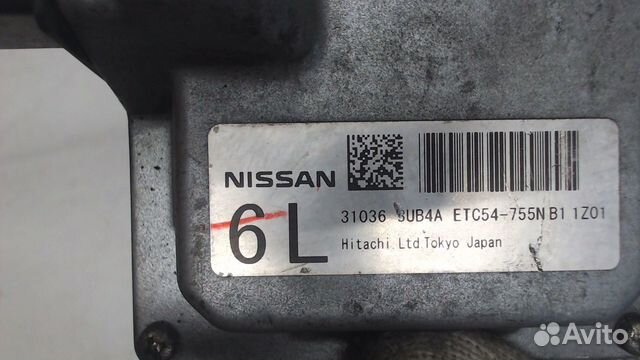 NISSAN
6L
31036 3UB4A ETC54-755N B1 1Z01
Hitachi, Ltd. Tokyo Japan
Avito